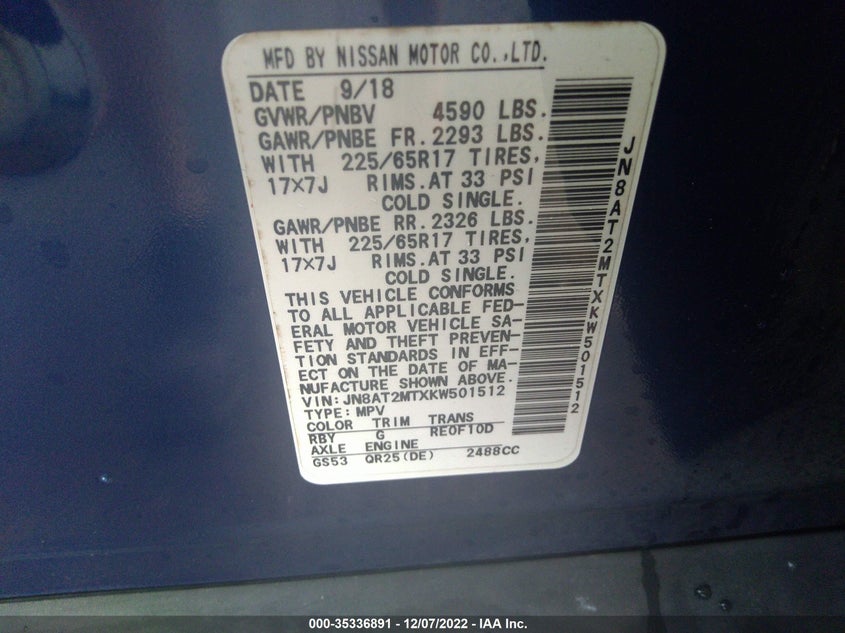 MFD BY NISSAN MOTOR CO.,LTD.
DATE 9/18
GVWR/PNBV 4590 LBS.
GAWR/PNBE FR.2293 LBS.
WITH 225/65R17 TIRES,
17×7J RIMS.AT 33 PSI
COLD SINGLE.
GAWR/PNBE RR.2326 LBS.
WITH 225/65R17 TIRES,
17×7J RIMS.AT 33 PSI
COLD SINGLE.
THIS VEHICLE CONFORMS
TO ALL APPLICABLE FED-
ERAL MOTOR VEHICLE SA-
FETY AND THEFT PREVEN-
TION STANDARDS IN EFF-
ECT ON THE DATE OF MA-
NUFACTURE SHOWN ABOVE.
VIN:JN8AT2MTXKW501512
TYPE:MPV
COLOR TRIM TRANS
RBY G RE0F10D
AXLE ENGINE
GS53 QR25(DE) 2488CC
JN8AT2MTXKW501512
000-35336891 - 12/07/2022 - IAA Inc.